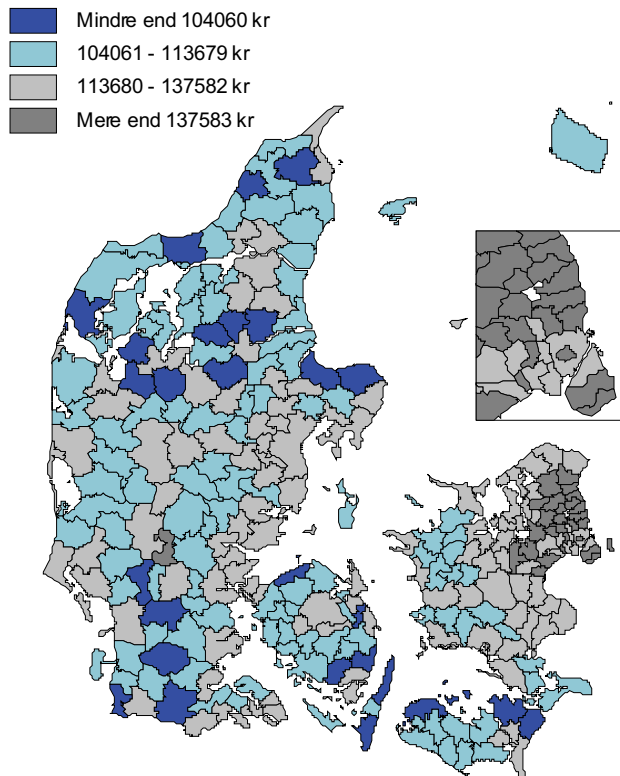 Mindre end 104060 kr
104061 - 113679 kr
113680 - 137582 kr
Mere end 137583 kr